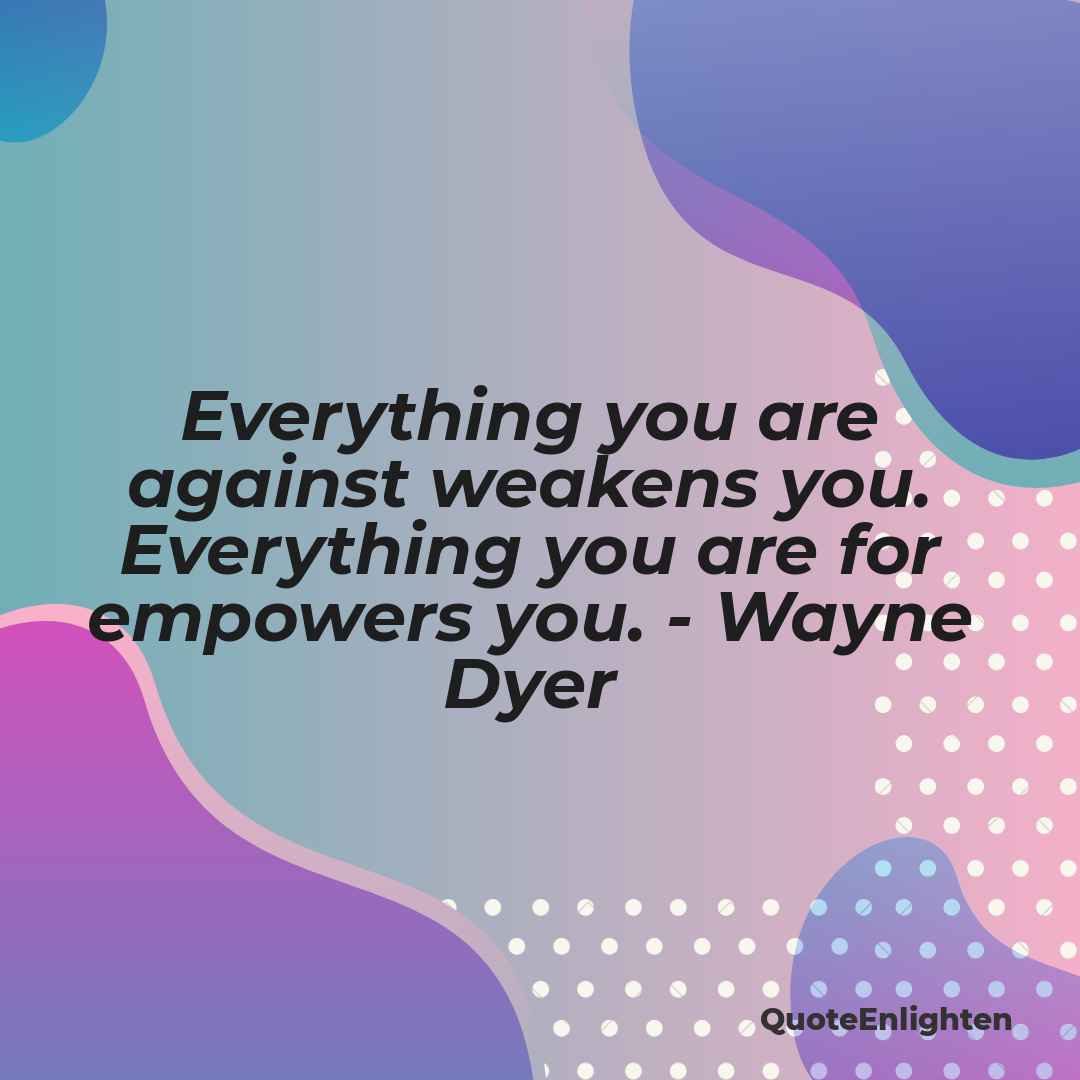 Everything you are
against weakens you.
Everything you are for
empowers you. - Wayne
Dyer
QuoteEnlighten